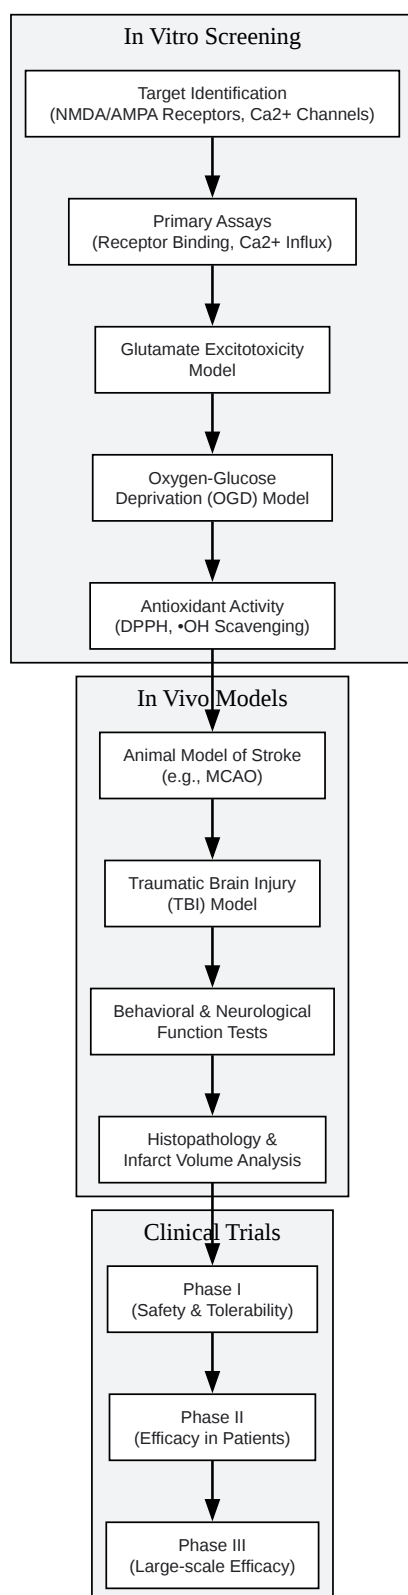 In Vitro Screening
Target Identification
(NMDA/AMPA Receptors, Ca2+ Channels)
Primary Assays
(Receptor Binding, Ca2+ Influx)
Glutamate Excitotoxicity
Model
Oxygen-Glucose
Deprivation (OGD) Model
Antioxidant Activity
(DPPH, •OH Scavenging)
In Vivo Models
Animal Model of Stroke
(e.g., MCAO)
Traumatic Brain Injury
(TBI) Model
Behavioral & Neurological
Function Tests
Histopathology &
Infarct Volume Analysis
Clinical Trials
Phase I
(Safety & Tolerability)
Phase II
(Efficacy in Patients)
Phase III
(Large-scale Efficacy)